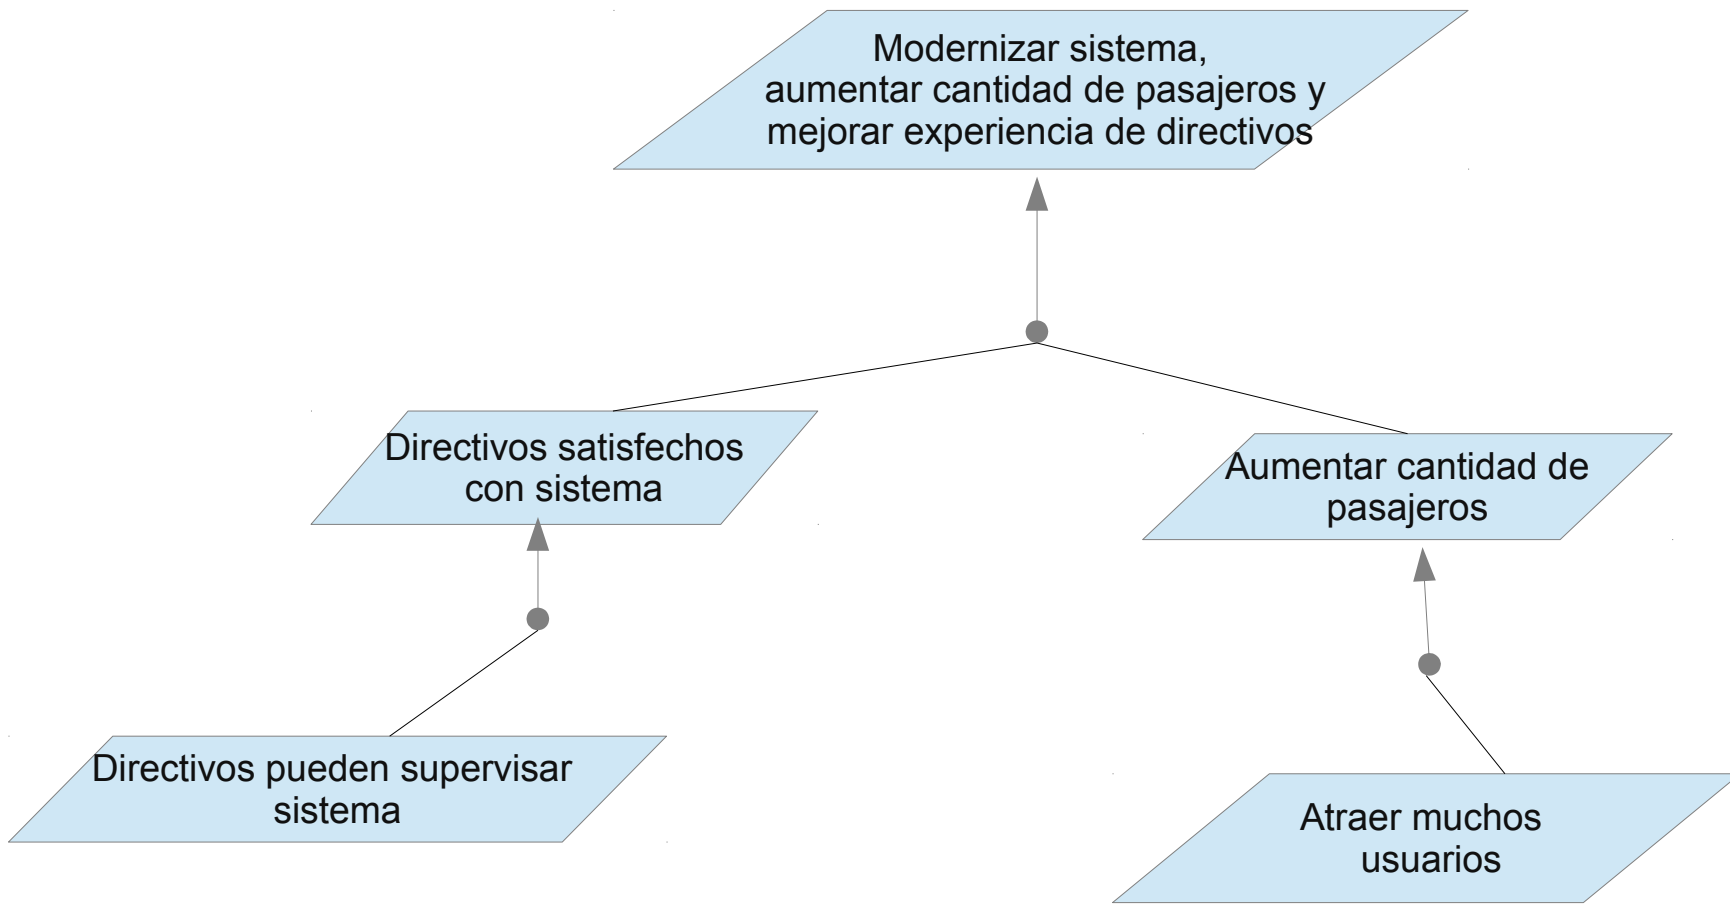 Modernizar sistema,
aumentar cantidad de pasajeros y
mejorar experiencia de directivos
Directivos satisfechos
con sistema
Aumentar cantidad de
pasajeros
Directivos pueden supervisar
sistema
Atraer muchos
usuarios